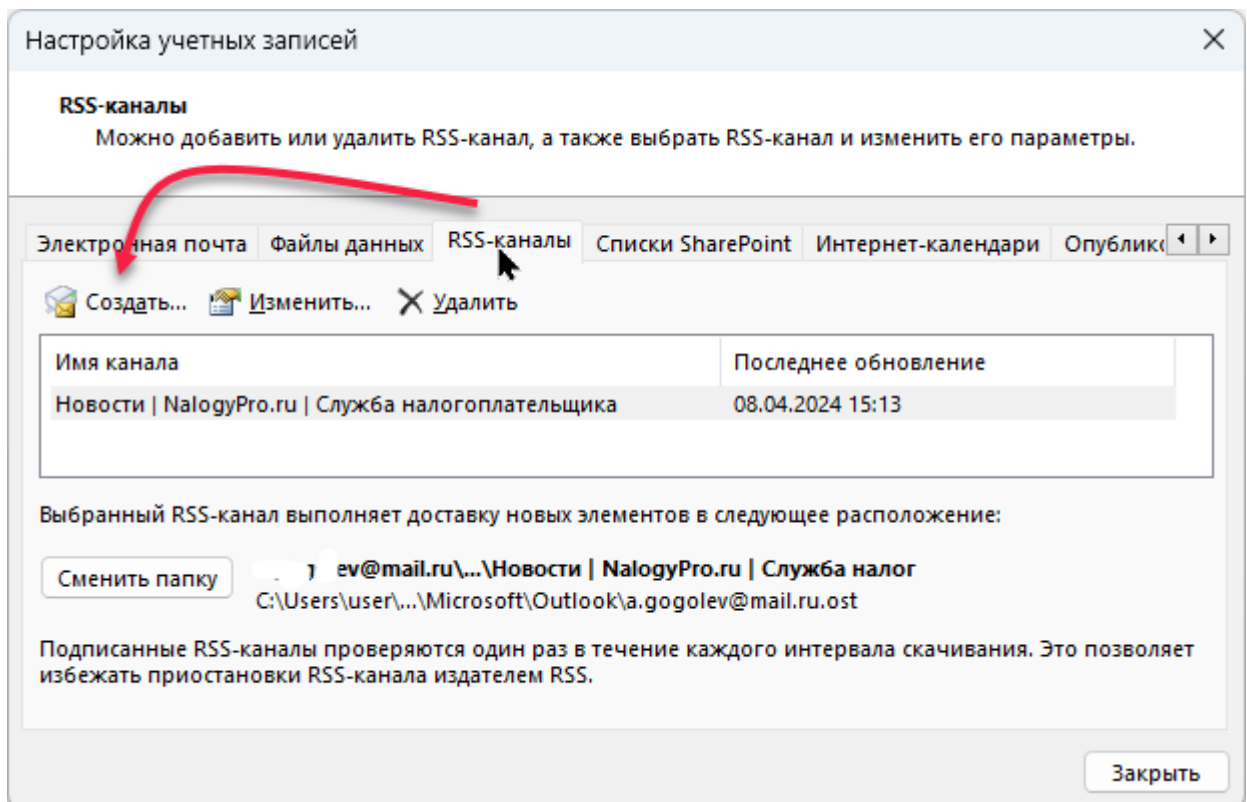 Настройка учетных записей
RSS-каналы
Можно добавить или удалить RSS-канал, а также выбрать RSS-канал и изменить его параметры.
Электронная почта Файлы данных RSS-каналы Списки SharePoint Интернет-календари Опублико
Создать... Изменить... Удалить
Имя канала Последнее обновление
Новости | NalogyPro.ru | Служба налогоплательщика 08.04.2024 15:13
Выбранный RSS-канал выполняет доставку новых элементов в следующее расположение:
Сменить папку ev@mail.ru\...\Новости | NalogyPro.ru | Служба налог
C:\Users\user\...\Microsoft\Outlook\a.gogolev@mail.ru.ost
Подписанные RSS-каналы проверяются один раз в течение каждого интервала скачивания. Это позволяет
избежать приостановки RSS-канала издателем RSS.
Закрыть